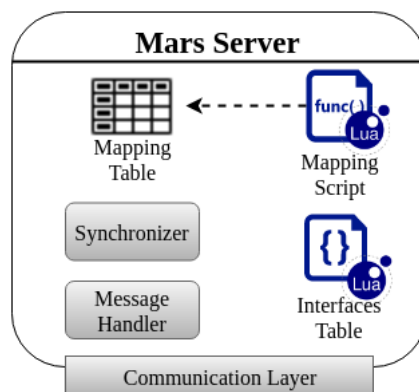 Mars Server
Mapping
Table
func()
Lua
Mapping
Script
Synchronizer
{}
Lua
Interfaces
Table
Message
Handler
Communication Layer